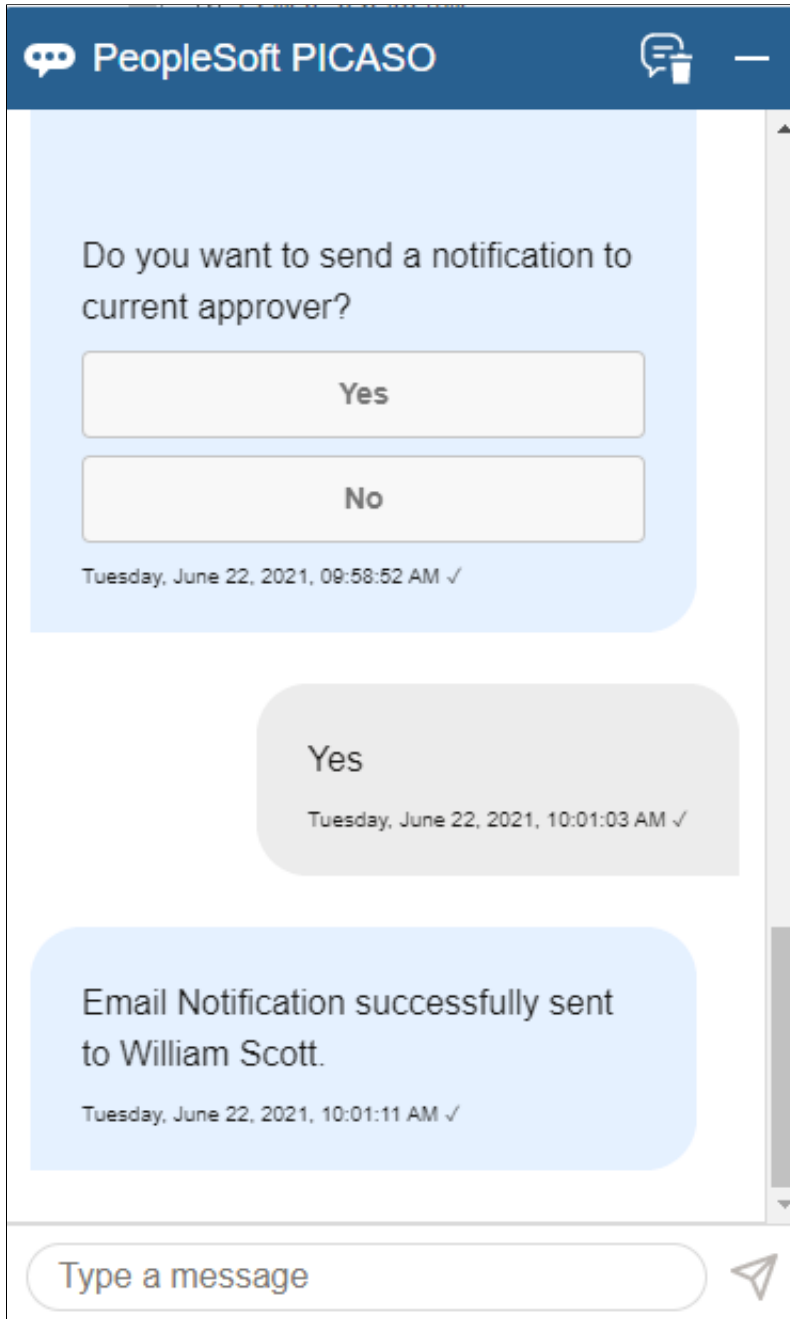 PeopleSoft PICASO
Do you want to send a notification to
current approver?
Yes
No
Tuesday, June 22, 2021, 09:58:52 AM ✓
Yes
Tuesday, June 22, 2021, 10:01:03 AM ✓
Email Notification successfully sent
to William Scott.
Tuesday, June 22, 2021, 10:01:11 AM ✓
Type a message